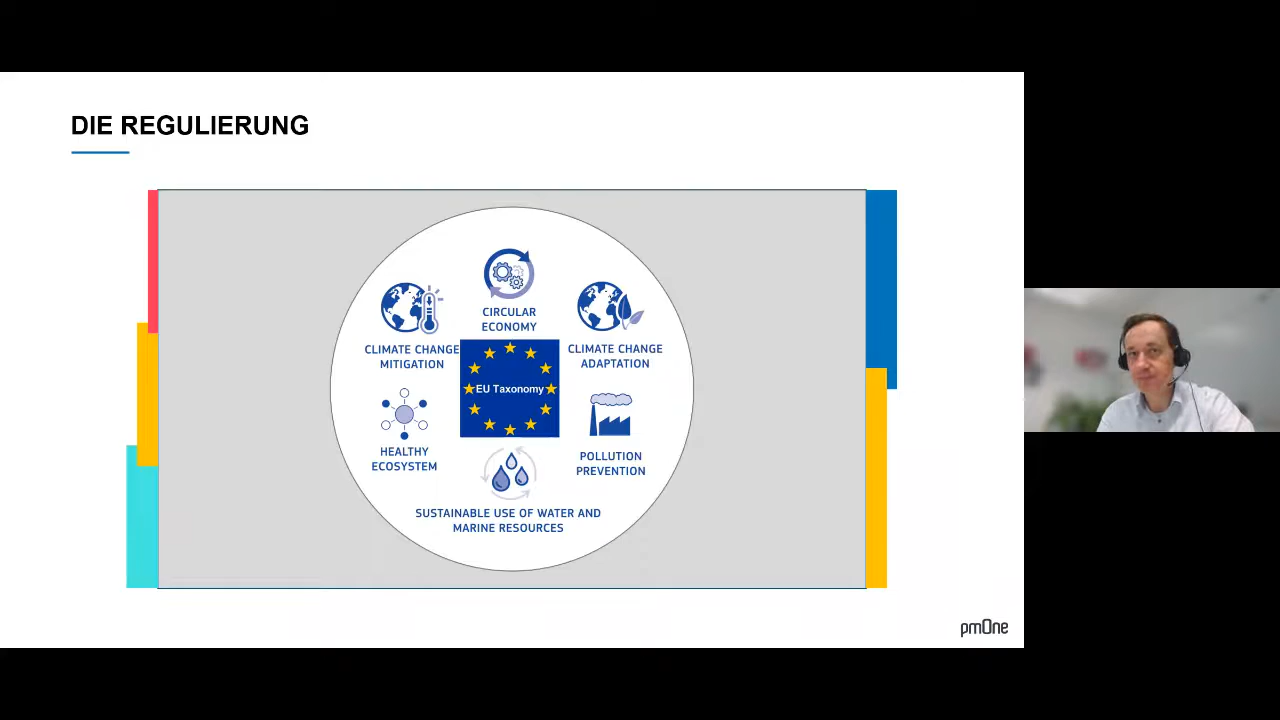 DIE REGULIERUNG
CIRCULAR
ECONOMY
CLIMATE CHANGE
MITIGATION
CLIMATE CHANGE
ADAPTATION
EU Taxonomy
HEALTHY
ECOSYSTEM
POLLUTION
PREVENTION
SUSTAINABLE USE OF WATER AND
MARINE RESOURCES
pmOne